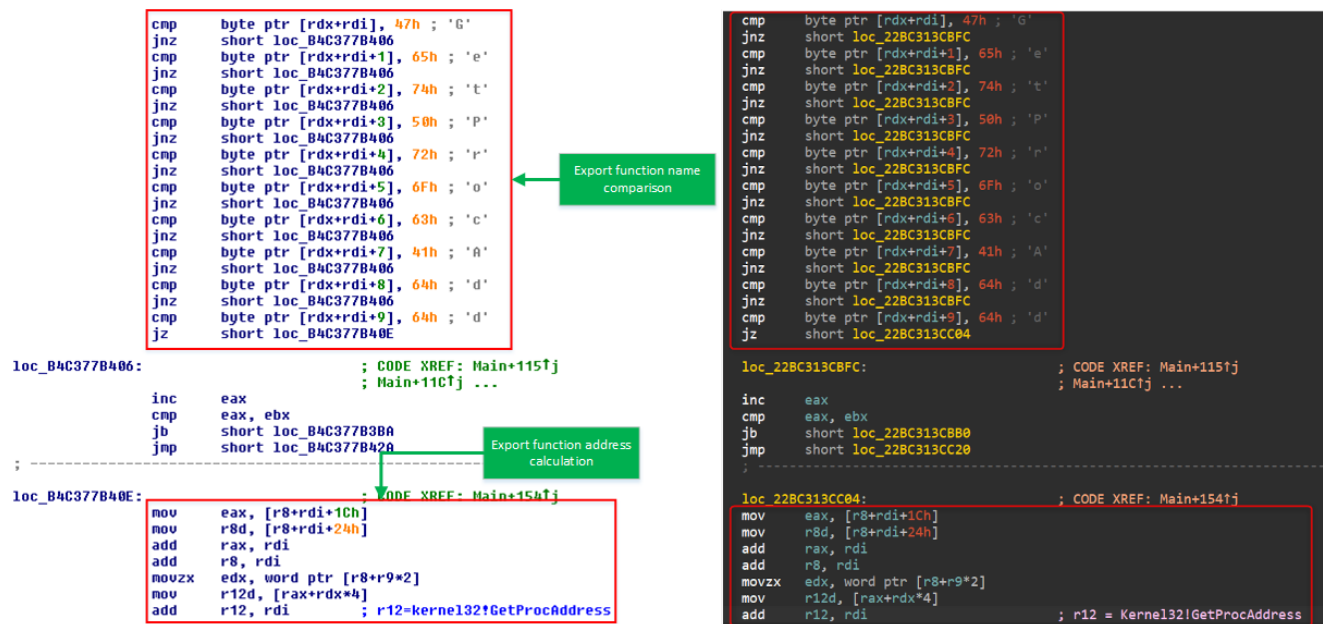 cmp byte ptr [rdx+rdi], 47h ; 'G'
jnz short loc_B4C377B406
cmp byte ptr [rdx+rdi+1], 65h ; 'e'
jnz short loc_B4C377B406
cmp byte ptr [rdx+rdi+2], 74h ; 't'
jnz short loc_B4C377B406
cmp byte ptr [rdx+rdi+3], 50h ; 'P'
jnz short loc_B4C377B406
cmp byte ptr [rdx+rdi+4], 72h ; 'r'
jnz short loc_B4C377B406
cmp byte ptr [rdx+rdi+5], 6Fh ; 'o'
jnz short loc_B4C377B406
cmp byte ptr [rdx+rdi+6], 63h ; 'c'
jnz short loc_B4C377B406
cmp byte ptr [rdx+rdi+7], 41h ; 'A'
jnz short loc_B4C377B406
cmp byte ptr [rdx+rdi+8], 64h ; 'd'
jnz short loc_B4C377B406
cmp byte ptr [rdx+rdi+9], 64h ; 'd'
jz short loc_B4C377B40E
loc_B4C377B406: ; CODE XREF: Main+115↑j
; Main+11C↑j ...
inc eax
cmp eax, ebx
jb short loc_B4C377B3BA
jmp short loc_B4C377B42A
; ---------------------------------------------------------------------------
loc_B4C377B40E: ; CODE XREF: Main+154↑j
mov eax, [r8+rdi+1Ch]
mov r8d, [r8+rdi+24h]
add rax, rdi
add r8, rdi
movzx edx, word ptr [r8+r9*2]
mov r12d, [rax+rdx*4]
add r12, rdi ; r12=kernel32!GetProcAddress
Export function name
comparison
Export function address
calculation
cmp byte ptr [rdx+rdi], 47h ; 'G'
jnz short loc_22BC313CBFC
cmp byte ptr [rdx+rdi+1], 65h ; 'e'
jnz short loc_22BC313CBFC
cmp byte ptr [rdx+rdi+2], 74h ; 't'
jnz short loc_22BC313CBFC
cmp byte ptr [rdx+rdi+3], 50h ; 'P'
jnz short loc_22BC313CBFC
cmp byte ptr [rdx+rdi+4], 72h ; 'r'
jnz short loc_22BC313CBFC
cmp byte ptr [rdx+rdi+5], 6Fh ; 'o'
jnz short loc_22BC313CBFC
cmp byte ptr [rdx+rdi+6], 63h ; 'c'
jnz short loc_22BC313CBFC
cmp byte ptr [rdx+rdi+7], 41h ; 'A'
jnz short loc_22BC313CBFC
cmp byte ptr [rdx+rdi+8], 64h ; 'd'
jnz short loc_22BC313CBFC
cmp byte ptr [rdx+rdi+9], 64h ; 'd'
jz short loc_22BC313CC04
loc_22BC313CBFC: ; CODE XREF: Main+115↑j
; Main+11C↑j ...
inc eax
cmp eax, ebx
jb short loc_22BC313CBB0
jmp short loc_22BC313CC20
; ---------------------------------------------------------------------------
loc_22BC313CC04: ; CODE XREF: Main+154↑j
mov eax, [r8+rdi+1Ch]
mov r8d, [r8+rdi+24h]
add rax, rdi
add r8, rdi
movzx edx, word ptr [r8+r9*2]
mov r12d, [rax+rdx*4]
add r12, rdi ; r12 = Kernel32!GetProcAddress